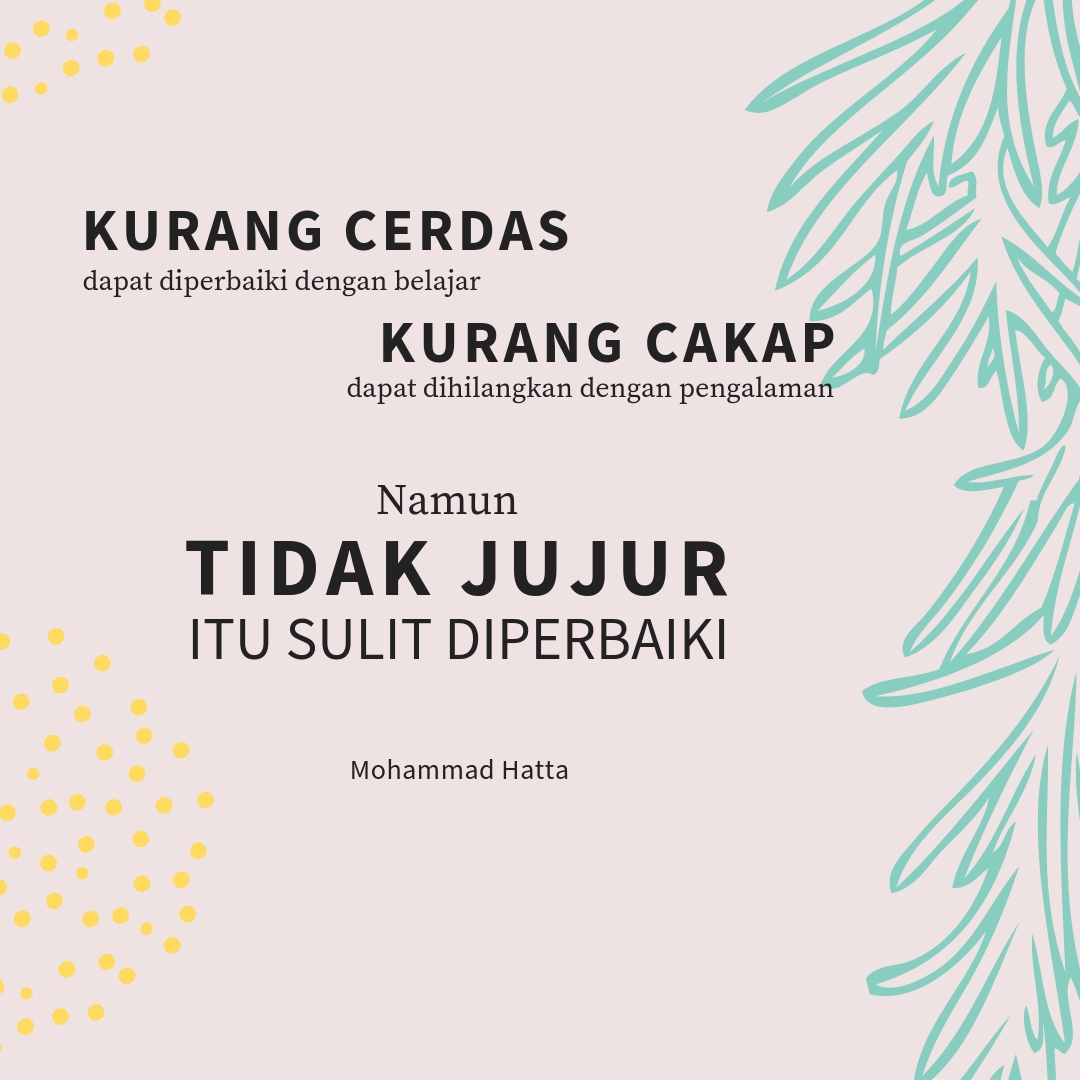 KURANG CERDAS
dapat diperbaiki dengan belajar
KURANG CAKAP
dapat dihilangkan dengan pengalaman
Namun
TIDAK JUJUR
ITU SULIT DIPERBAIKI
Mohammad Hatta